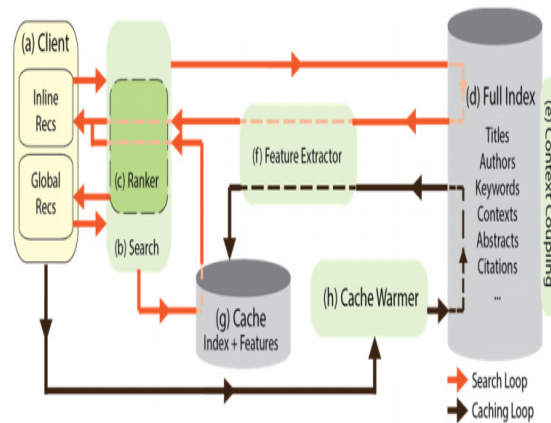 (a) Client
Inline
Recs
Global
Recs
(c) Ranker
(b) Search
(f) Feature Extractor
(g) Cache
Index + Features
(h) Cache Warmer
(d) Full Index
Titles
Authors
Keywords
Contexts
Abstracts
Citations
...
(e) Context Coupling
Search Loop
Caching Loop